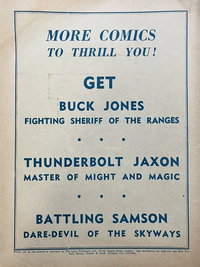 MORE COMICS
TO THRILL YOU!
GET
BUCK JONES
FIGHTING SHERIFF OF THE RANGES
THUNDERBOLT JAXON
MASTER OF MIGHT AND MAGIC
BATTLING SAMSON
DARE-DEVIL OF THE SKYWAYS